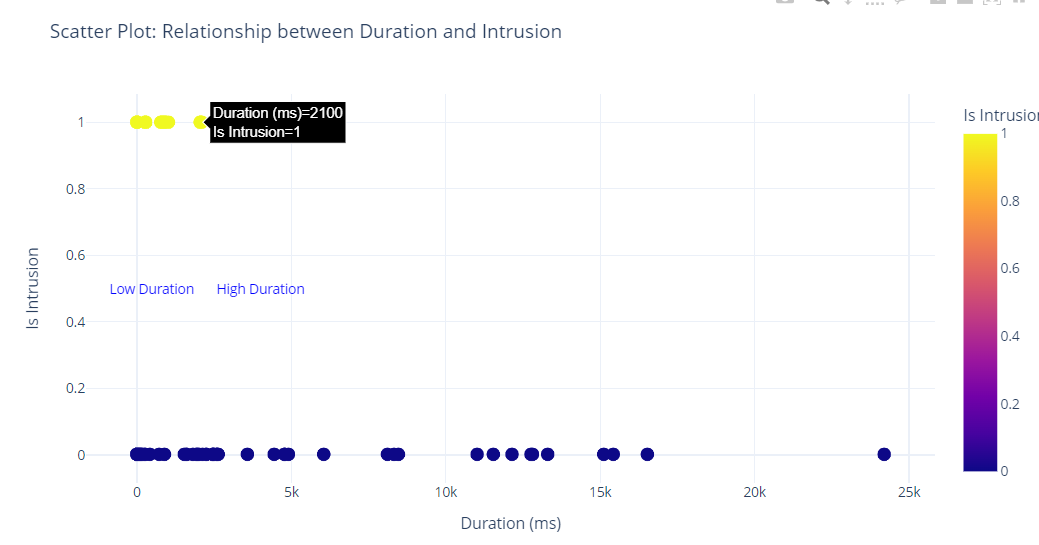 Scatter Plot: Relationship between Duration and Intrusion
Is Intrusion
1
0.8
0.6
0.4
0.2
0
Duration (ms)=2100
Is Intrusion=1
Low Duration
High Duration
0
5k
10k
15k
20k
25k
Duration (ms)
Is Intrusion
1
0.8
0.6
0.4
0.2
0